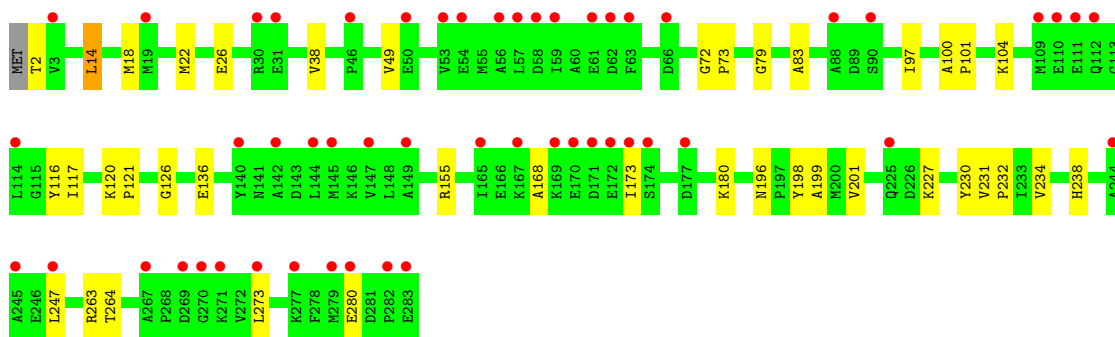 MET T2 V3 L14 M18 M19 M22 E26 R30 E31 V38 P46 V49 E50 V53 E54 M55 A56 L57 D58 I59 A60 E61 D62 F63 D66 G72 P73 G79 A83 A88 D89 S90 I97 A100 P101 K104 M109 E110 E111 Q112
L114 G115 Y116 I117 K120 P121 G126 E136 Y140 N141 A142 D143 L144 M145 K146 V147 L148 A149 R155 I165 E166 K167 A168 K169 E170 D171 E172 I173 S174 D177 K180 N196 P197 Y198 A199 M200 V201 Q225 D226 K227 Y230 V231 P232 I233 V234 H238
A245 E246 L247 R263 T264 A267 P268 D269 G270 K271 V272 L273 K277 F278 M279 E280 D281 P282 E283